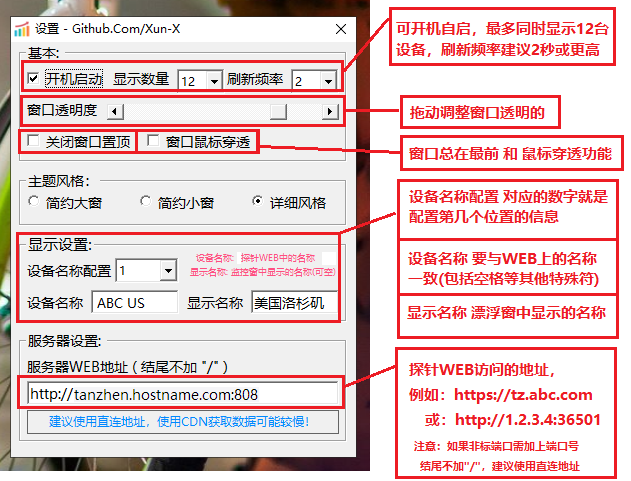 设置 - Github.Com/Xun-X
基本:
开机启动 显示数量 12 刷新频率 2
窗口透明度
关闭窗口置顶 窗口鼠标穿透
主题风格:
简约大窗 简约小窗 详细风格
显示设置:
设备名称配置 1
设备名称: 探针WEB中的名称
显示名称: 监控窗中显示的名称(可空)
设备名称 ABC US 显示名称 美国洛杉矶
服务器设置:
服务器WEB地址 ( 结尾不加 "/" )
http://tanzhen.hostname.com:808
建议使用直连地址，使用CDN获取数据可能较慢！
可开机自启，最多同时显示12台
设备，刷新频率建议2秒或更高
拖动调整窗口透明的
窗口总在最前 和 鼠标穿透功能
设备名称配置 对应的数字就是
配置第几个位置的信息
设备名称 要与WEB上的名称
一致(包括空格等其他特殊符)
显示名称 漂浮窗中显示的名称
探针WEB访问的地址，
例如：https://tz.abc.com
或：http://1.2.3.4:36501
注意：如果非标端口需加上端口号
结尾不加"/"，建议使用直连地址